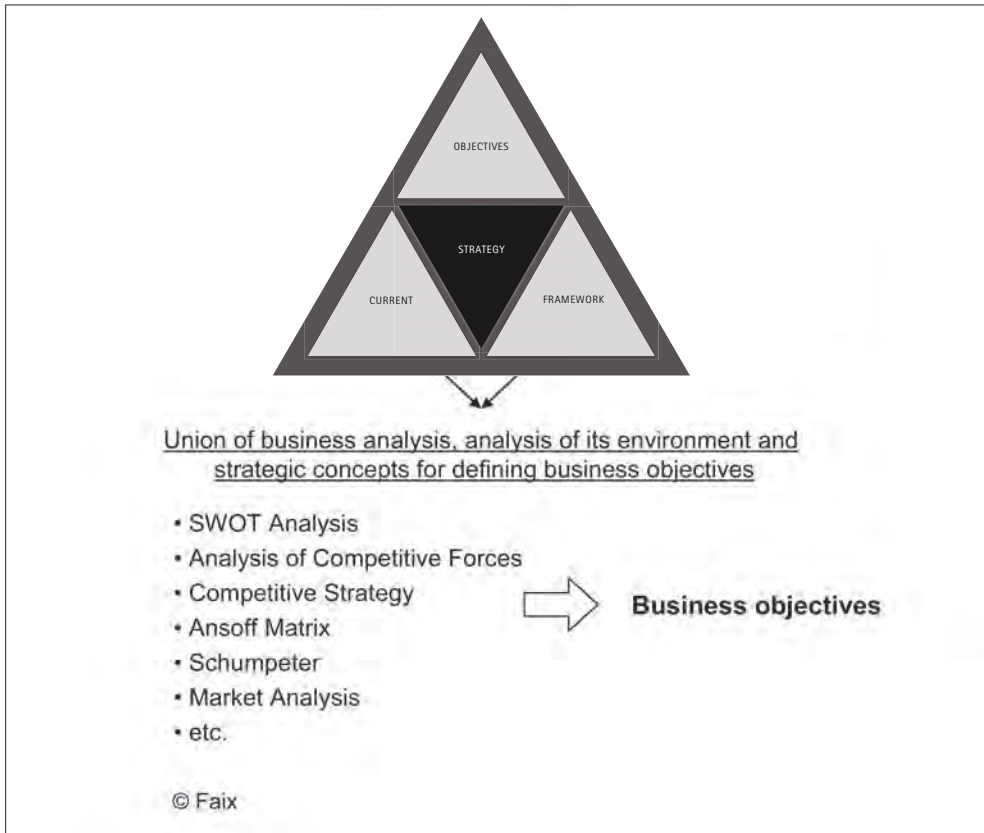 OBJECTIVES
STRATEGY
CURRENT
FRAMEWORK
Union of business analysis, analysis of its environment and
strategic concepts for defining business objectives
• SWOT Analysis
• Analysis of Competitive Forces
• Competitive Strategy
• Ansoff Matrix
• Schumpeter
• Market Analysis
• etc.
Business objectives
© Faix